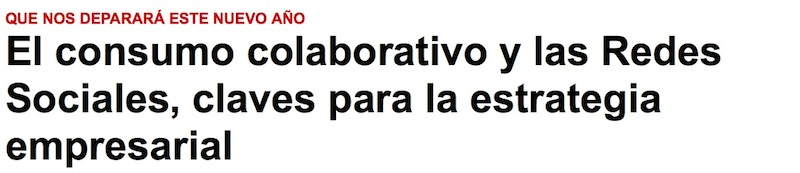 QUE NOS DEPARARÁ ESTE NUEVO AÑO
El consumo colaborativo y las Redes
Sociales, claves para la estrategia
empresarial